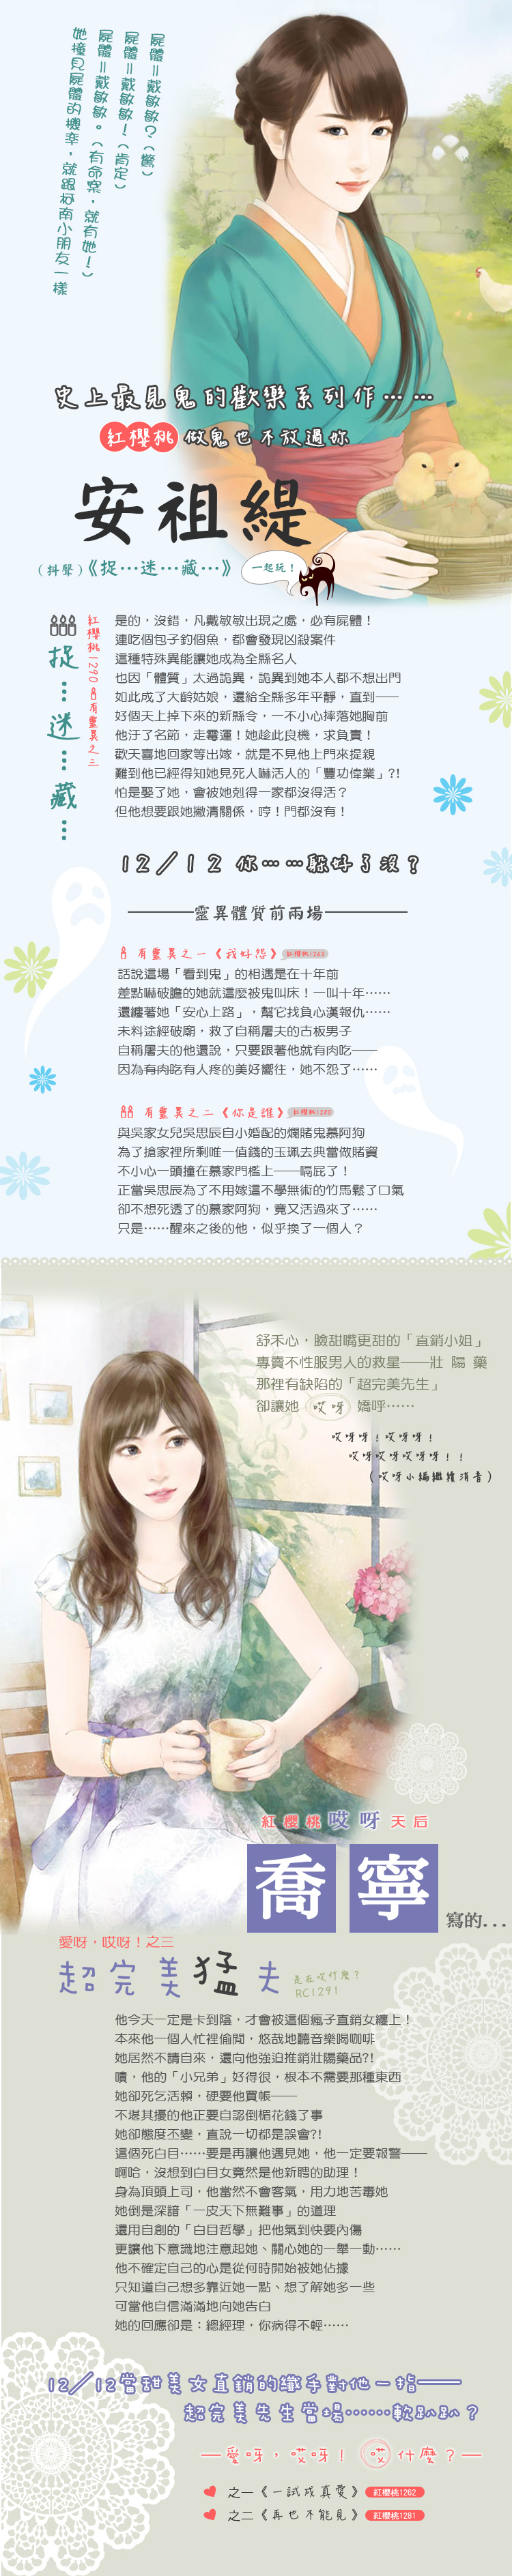 屍體＝戴敏敏？（驚）
屍體＝戴敏敏！（肯定）
屍體＝戴敏敏。（有命案，就有她！）
她撞見屍體的機率，就跟柯南小朋友一樣
史上最見鬼的歡樂系列作……
紅櫻桃 做鬼也不放過妳
安祖緹
（抖聲）《捉…迷…藏…》
一起玩！
紅櫻桃1290 有靈異之三
捉…迷…藏…
是的，沒錯，凡戴敏敏出現之處，必有屍體！
連吃個包子釣個魚，都會發現凶殺案件
這種特殊異能讓她成為全縣名人
也因「體質」太過詭異，詭異到她本人都不想出門
如此成了大齡姑娘，還給全縣多年平靜，直到──
好個天上掉下來的新縣令，一不小心摔落她胸前
他汙了名節，走霉運！她趁此良機，求負責！
歡天喜地回家等出嫁，就是不見他上門來提親
難到他已經得知她見死人嚇活人的「豐功偉業」?!
怕是娶了她，會被她剋得一家都沒得活？
但他想要跟她撇清關係，哼！門都沒有！
12／12 你……躲好了沒？
靈異體質前兩場
有靈異之一《我好怨》紅櫻桃1268
話說這場「看到鬼」的相遇是在十年前
差點嚇破膽的她就這麼被鬼叫床！一叫十年……
還纏著她「安心上路」，幫它找負心漢報仇……
未料途經破廟，救了自稱屠夫的古板男子
自稱屠夫的他還說，只要跟著他就有肉吃──
因為有肉吃有人疼的美好嚮往，她不怨了……
有靈異之二《你是誰》紅櫻桃1280
與吳家女兒吳思辰自小婚配的爛賭鬼慕阿狗
為了搶家裡所剩唯一值錢的玉珮去典當做賭資
不小心一頭撞在慕家門檻上──嗝屁了！
正當吳思辰為了不用嫁這不學無術的竹馬鬆了口氣
卻不想死透了的慕家阿狗，竟又活過來了……
只是……醒來之後的他，似乎換了一個人？
舒禾心，臉甜嘴更甜的「直銷小姐」
專賣不性服男人的救星──壯 陽 藥
那裡有缺陷的「超完美先生」
卻讓她 哎呀 嬌呼……
哎呀呀！哎呀呀！
哎呀哎呀哎呀呀！！
（哎呀小編繼續消音）
紅櫻桃哎呀天后
喬寧
寫的...
愛呀，哎呀！之三
超完美猛夫
是在哎什麼？
RC1291
他今天一定是卡到陰，才會被這個瘋子直銷女纏上！
本來他一個人忙裡偷閒，悠哉地聽音樂喝咖啡
她居然不請自來，還向他強迫推銷壯陽藥品?!
嘖，他的「小兄弟」好得很，根本不需要那種東西
她卻死乞活賴，硬要他買帳──
不堪其擾的他正要自認倒楣花錢了事
她卻態度丕變，直說一切都是誤會?!
這個死白目……要是再讓他遇見她，他一定要報警──
啊哈，沒想到白目女竟然是他新聘的助理！
身為頂頭上司，他當然不會客氣，用力地苦毒她
她倒是深諳「一皮天下無難事」的道理
還用自創的「白目哲學」把他氣到快要內傷
更讓他下意識地注意起她、關心她的一舉一動……
他不確定自己的心是從何時開始被她佔據
只知道自己想多靠近她一點、想了解她多一些
可當他自信滿滿地向她告白
她的回應卻是：總經理，你病得不輕……
12／12當甜美女直銷的纖手對他一指──
超完美先生當場……軟趴趴？
─愛呀，哎呀！哎什麼？─
之一《一試成真愛》紅櫻桃1262
之二《再也不能見》紅櫻桃1281